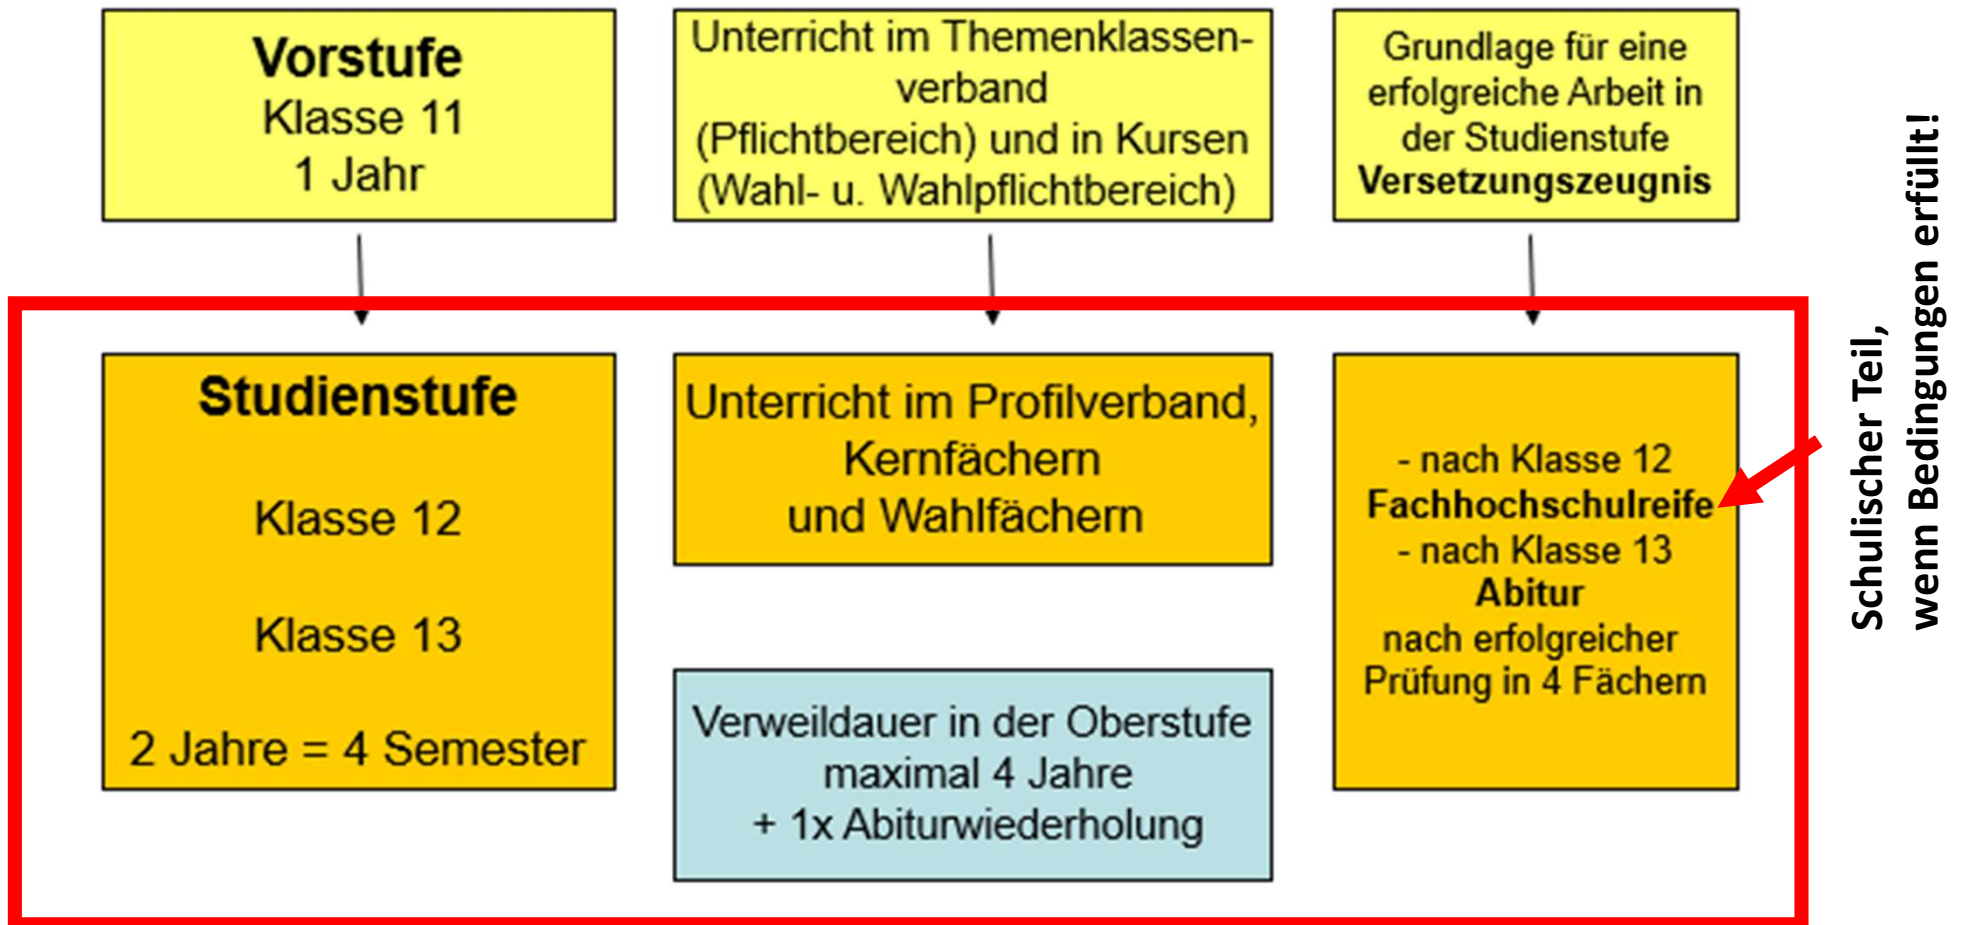 Vorstufe
Klasse 11
1 Jahr
Unterricht im Themenklassen-
verband
(Pflichtbereich) und in Kursen
(Wahl- u. Wahlpflichtbereich)
Grundlage für eine
erfolgreiche Arbeit in
der Studienstufe
Versetzungszeugnis
Studienstufe
Klasse 12
Klasse 13
2 Jahre = 4 Semester
Unterricht im Profilverband,
Kernfächern
und Wahlfächern
Verweildauer in der Oberstufe
maximal 4 Jahre
+ 1x Abiturwiederholung
- nach Klasse 12
Fachhochschulreife
- nach Klasse 13
Abitur
nach erfolgreicher
Prüfung in 4 Fächern
Schulischer Teil,
wenn Bedingungen erfüllt!